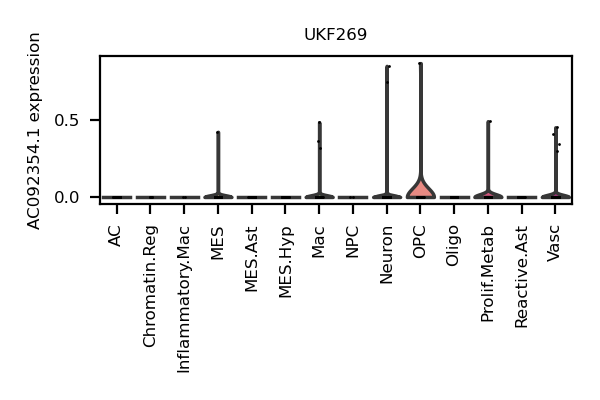 UKF269
AC092354.1 expression
0.5
0.0
AC
Chromatin.Reg
Inflammatory.Mac
MES
MES.Ast
MES.Hyp
Mac
NPC
Neuron
OPC
Oligo
Prolif.Metab
Reactive.Ast
Vasc